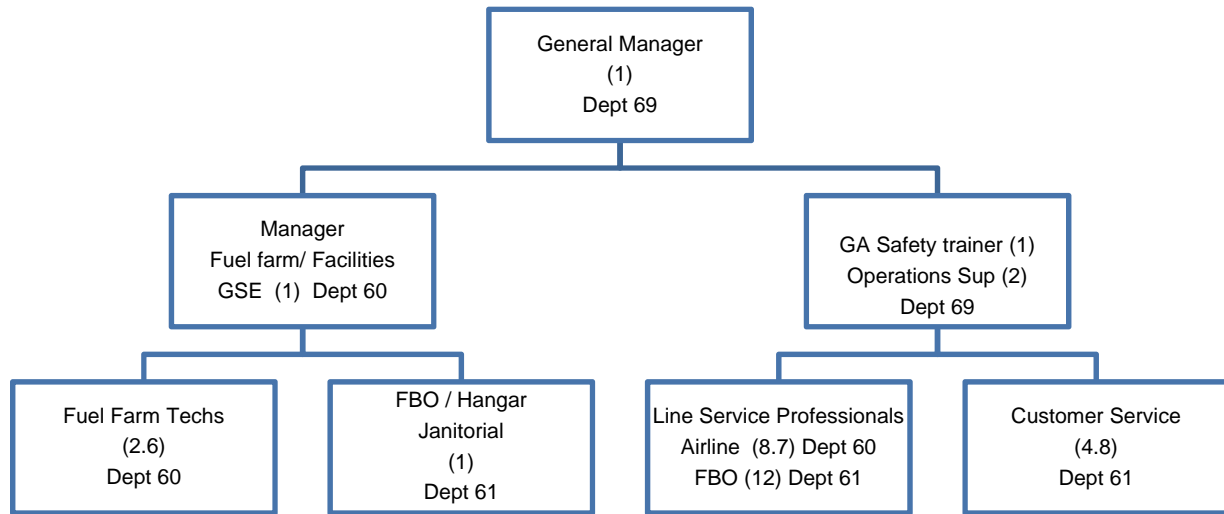 General Manager
(1)
Dept 69
Manager
Fuel farm/ Facilities
GSE (1) Dept 60
GA Safety trainer (1)
Operations Sup (2)
Dept 69
Fuel Farm Techs
(2.6)
Dept 60
FBO / Hangar
Janitorial
(1)
Dept 61
Line Service Professionals
Airline (8.7) Dept 60
FBO (12) Dept 61
Customer Service
(4.8)
Dept 61